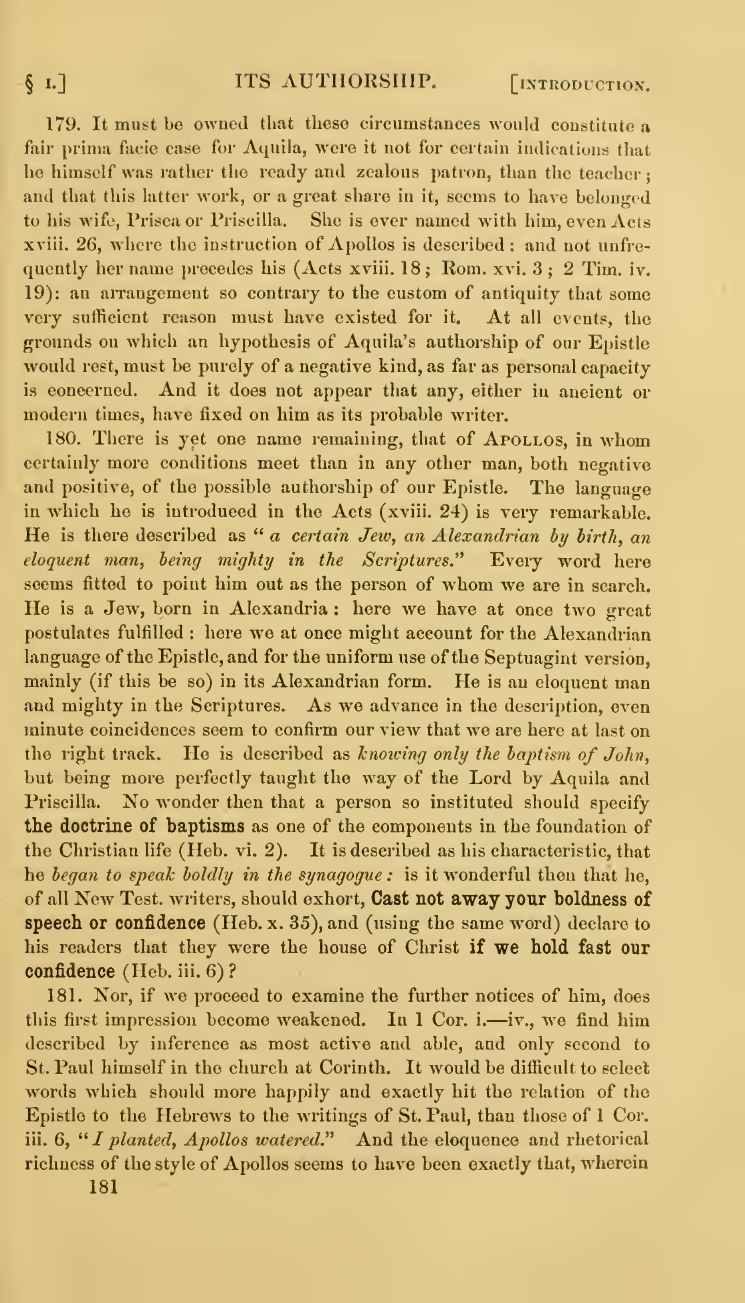 § 1.] ITS AUTHORSHIP. [INTRODUCTION.
179. It must be owned that these circumstances would constitute a
fair prima facie case for Aquila, were it not for certain indications that
he himself was rather the ready and zealous patron, than the teacher;
and that this latter work, or a great share in it, seems to have belonged
to his wife, Prisca or Priscilla. She is ever named with him, even Acts
xviii. 26, where the instruction of Apollos is described: and not unfre-
quently her name precedes his (Acts xviii. 18; Rom. xvi. 3; 2 Tim. iv.
19): an arrangement so contrary to the custom of antiquity that some
very sufficient reason must have existed for it. At all events, the
grounds on which an hypothesis of Aquila's authorship of our Epistle
would rest, must be purely of a negative kind, as far as personal capacity
is concerned. And it does not appear that any, either in ancient or
modern times, have fixed on him as its probable writer.
180. There is yet one name remaining, that of APOLLOS, in whom
certainly more conditions meet than in any other man, both negative
and positive, of the possible authorship of our Epistle. The language
in which he is introduced in the Acts (xviii. 24) is very remarkable.
He is there described as "a certain Jew, an Alexandrian by birth, an
eloquent man, being mighty in the Scriptures." Every word here
seems fitted to point him out as the person of whom we are in search.
He is a Jew, born in Alexandria: here we have at once two great
postulates fulfilled: here we at once might account for the Alexandrian
language of the Epistle, and for the uniform use of the Septuagint version,
mainly (if this be so) in its Alexandrian form. He is an eloquent man
and mighty in the Scriptures. As we advance in the description, even
minute coincidences seem to confirm our view that we are here at last on
the right track. He is described as knowing only the baptism of John,
but being more perfectly taught the way of the Lord by Aquila and
Priscilla. No wonder then that a person so instituted should specify
the doctrine of baptisms as one of the components in the foundation of
the Christian life (Heb. vi. 2). It is described as his characteristic, that
he began to speak boldly in the synagogue: is it wonderful then that he,
of all New Test. writers, should exhort, Cast not away your boldness of
speech or confidence (Heb. x. 35), and (using the same word) declare to
his readers that they were the house of Christ if we hold fast our
confidence (Heb. iii. 6)?
181. Nor, if we proceed to examine the further notices of him, does
this first impression become weakened. In 1 Cor. i.—iv., we find him
described by inference as most active and able, and only second to
St. Paul himself in the church at Corinth. It would be difficult to select
words which should more happily and exactly hit the relation of the
Epistle to the Hebrews to the writings of St. Paul, than those of 1 Cor.
iii. 6, "I planted, Apollos watered." And the eloquence and rhetorical
richness of the style of Apollos seems to have been exactly that, wherein
181